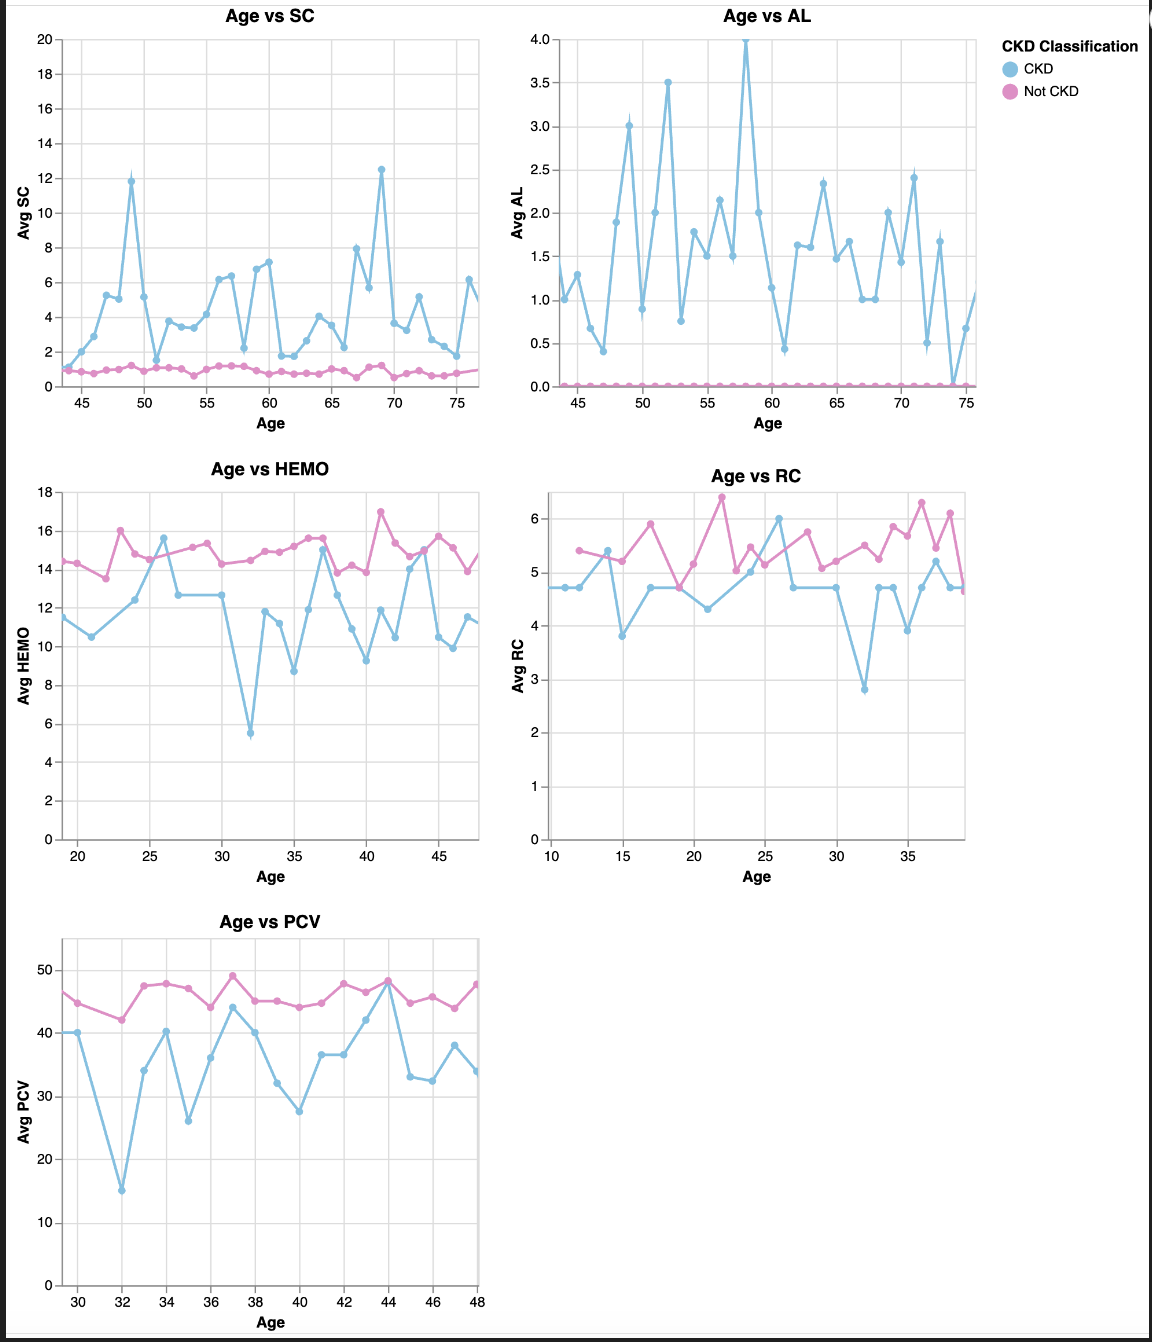 Age vs SC
20
18
16
14
12
10
8
6
4
2
0
Avg SC
45 50 55 60 65 70 75
Age
Age vs AL
4.0
3.5
3.0
2.5
2.0
1.5
1.0
0.5
0.0
Avg AL
45 50 55 60 65 70 75
Age
CKD Classification
CKD
Not CKD
Age vs HEMO
18
16
14
12
10
8
6
4
2
0
Avg HEMO
20 25 30 35 40 45
Age
Age vs RC
6
5
4
3
2
1
0
Avg RC
10 15 20 25 30 35
Age
Age vs PCV
50
40
30
20
10
0
Avg PCV
30 32 34 36 38 40 42 44 46 48
Age